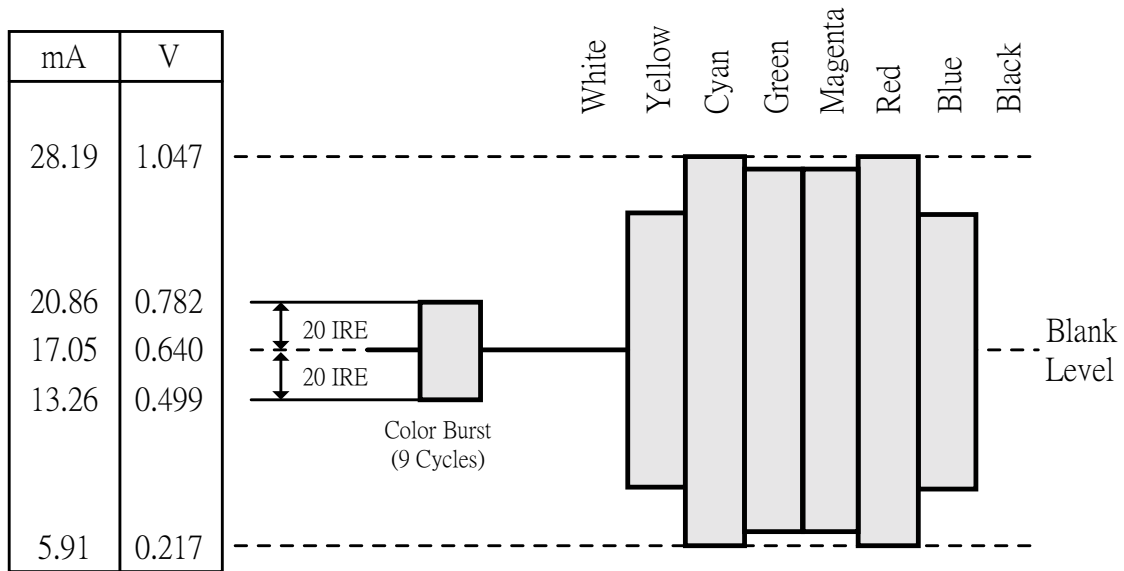 mA V
White
Yellow
Cyan
Green
Magenta
Red
Blue
Black
28.19 1.047
20.86 0.782
20 IRE
17.05 0.640
Blank
Level
20 IRE
13.26 0.499
Color Burst
(9 Cycles)
5.91 0.217